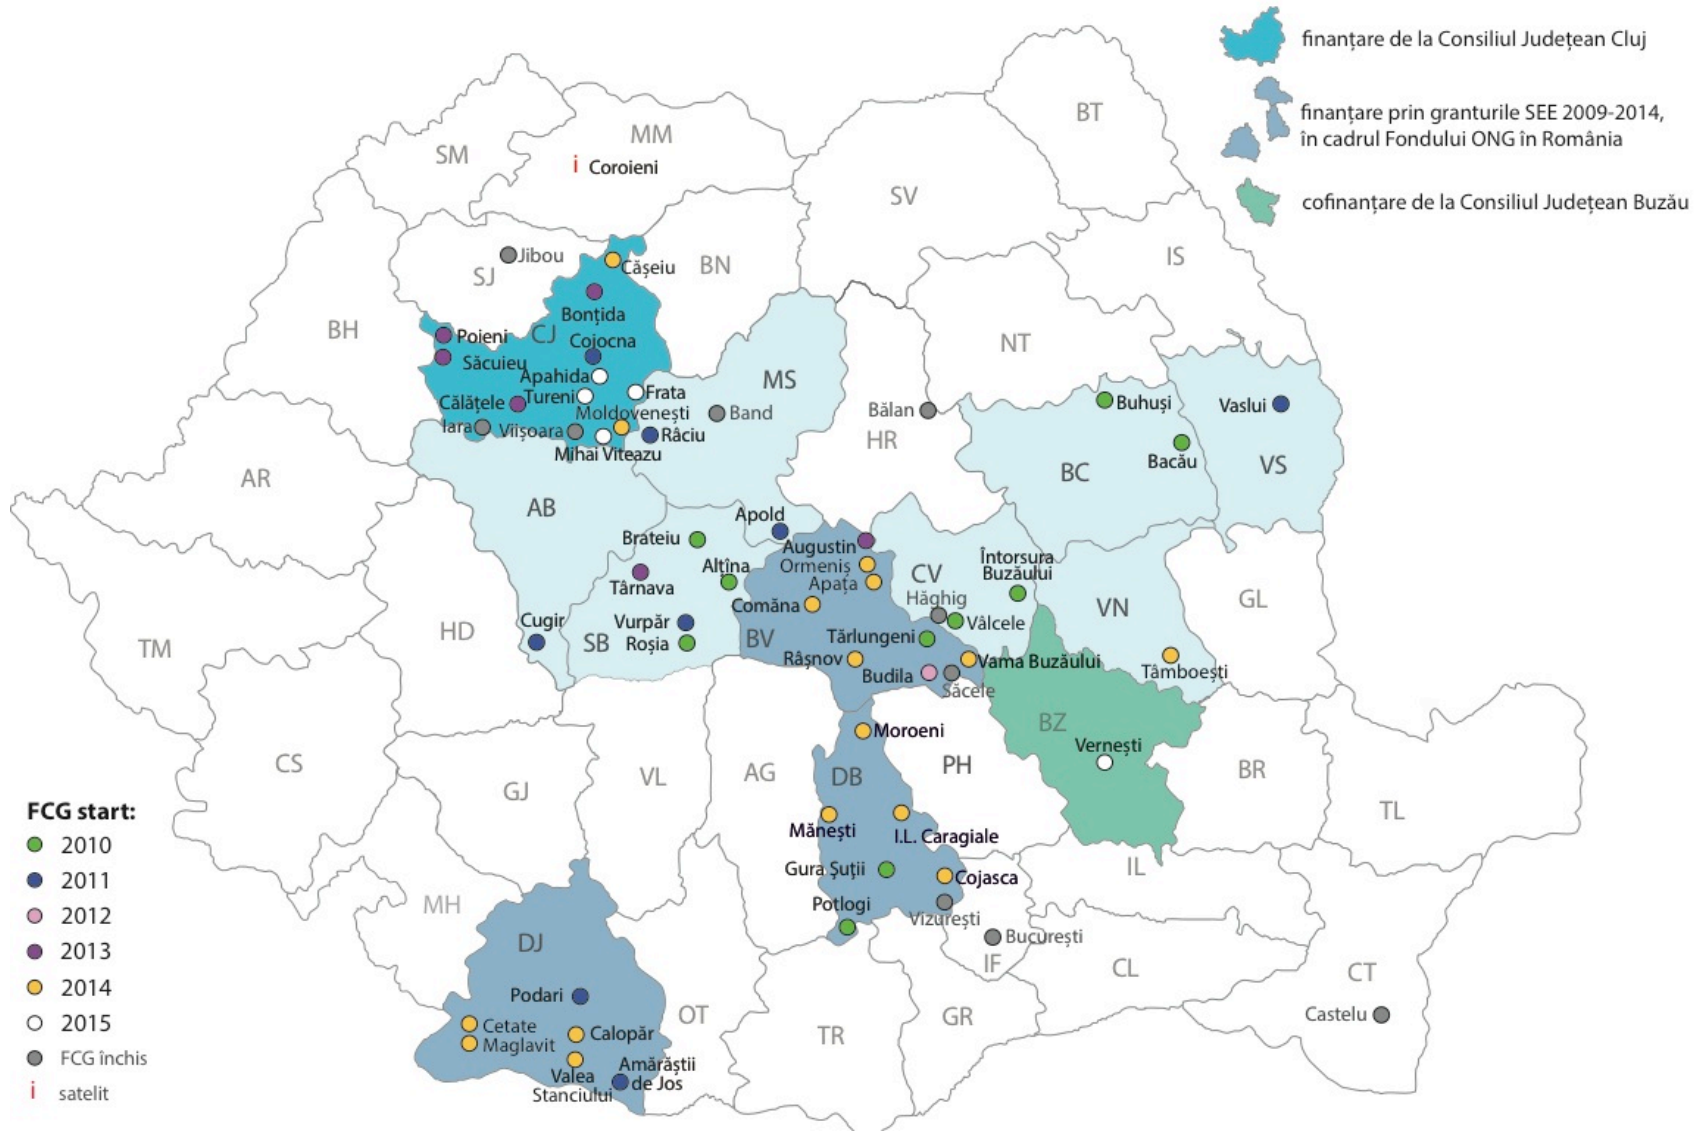 finanțare de la Consiliul Județean Cluj
finanțare prin granturile SEE 2009-2014,
în cadrul Fondului ONG în România
cofinanțare de la Consiliul Județean Buzău
BT
MM
SM
i Coroieni
SV
IS
Jibou
SJ
Cășeiu
BN
Bonțida
BH
Poieni
CJ
Cojocna
NT
Săcuieu
Apahida
MS
Tureni
Frata
Călățele
Moldovenești
Band
Bălan
Buhuși
Vaslui
Iara
Viișoara
Râciu
HR
Mihai Viteazu
Bacău
VS
BC
AR
AB
Apold
Brateiu
Augustin
Ormeniș
Alțîna
Apața
Întorsura
Buzăului
CV
Târnava
Hăghig
Comăna
VN
GL
Cugir
Vurpăr
Vâlcele
HD
SB
Roșia
BV
Tărlungeni
TM
Râșnov
Vama Buzăului
Budila
Săcele
Tâmboești
Moroeni
BZ
Vernești
CS
GJ
VL
AG
DB
PH
BR
TL
Mănești
I.L. Caragiale
Gura Șuții
Cojasca
IL
Potlogi
Vizurești
MH
București
DJ
IF
CL
CT
Podari
OT
TR
GR
Castelu
Cetate
Calopăr
Maglavit
Valea
Stanciului
Amărăștii
de Jos
FCG start:
2010
2011
2012
2013
2014
2015
FCG închis
i satelit